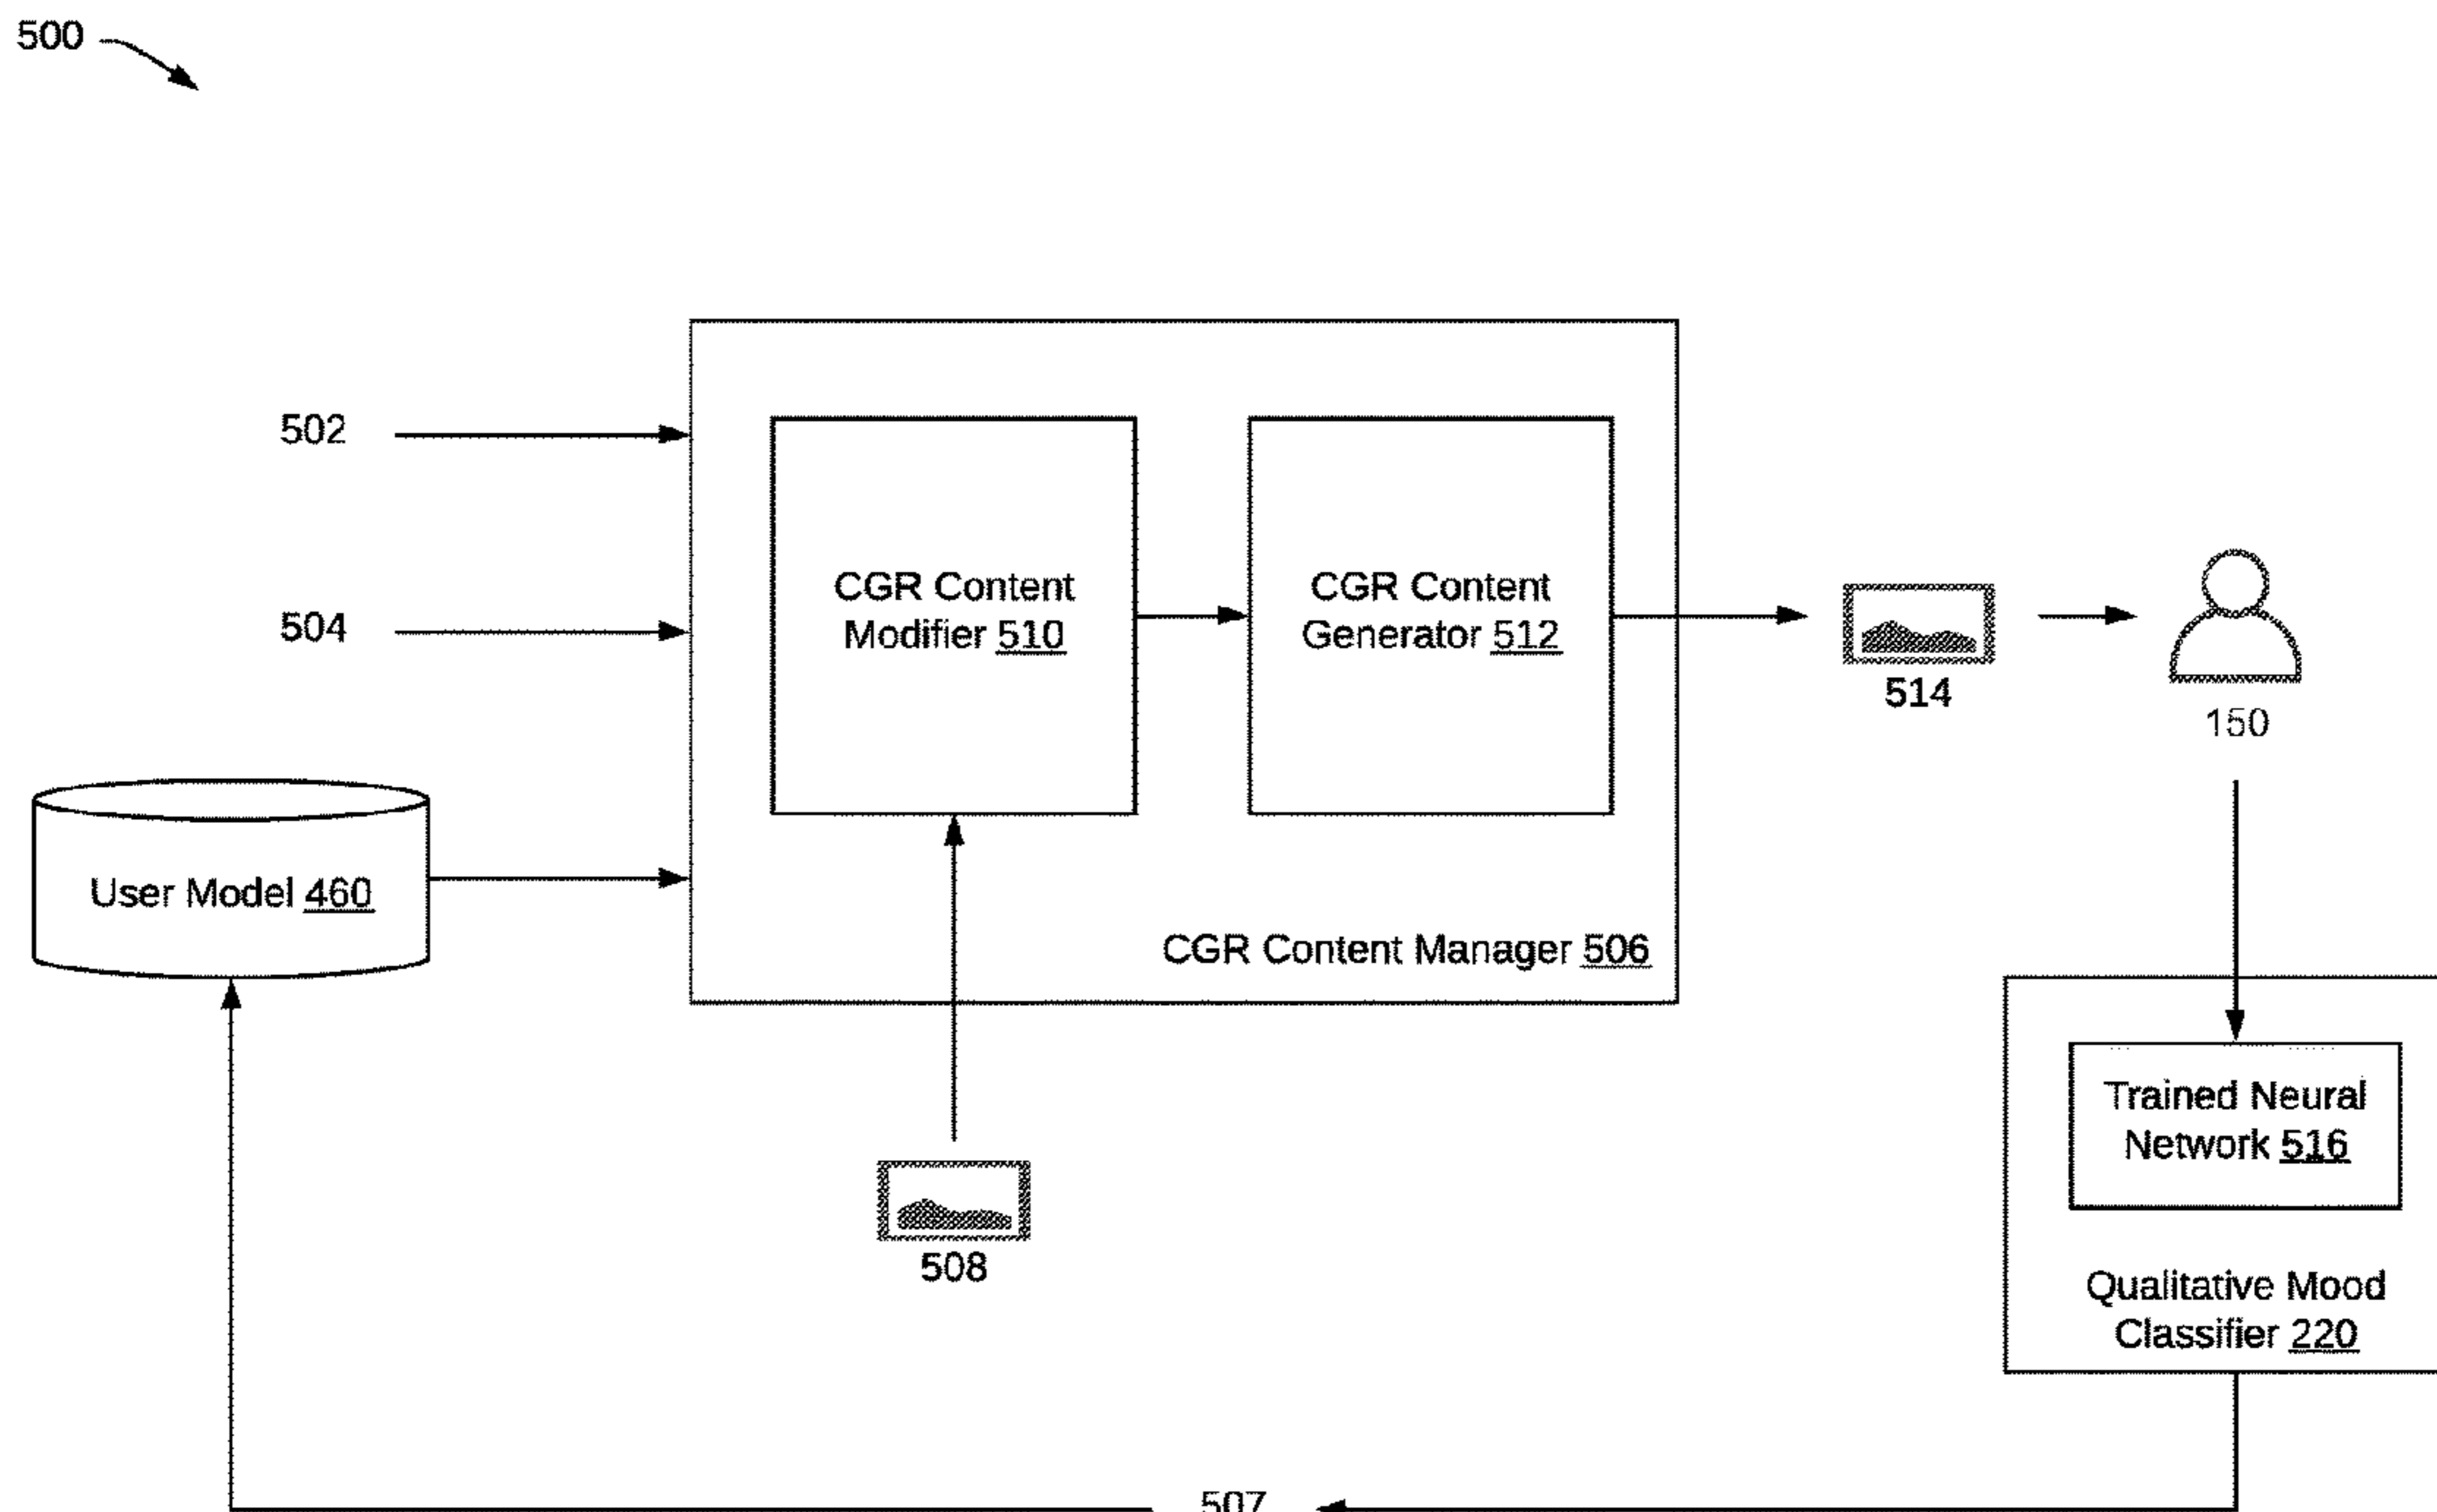 500
502
504
CGR Content
Modifier 510
CGR Content
Generator 512
514
150
User Model 460
CGR Content Manager 506
508
Trained Neural
Network 516
Qualitative Mood
Classifier 220
507